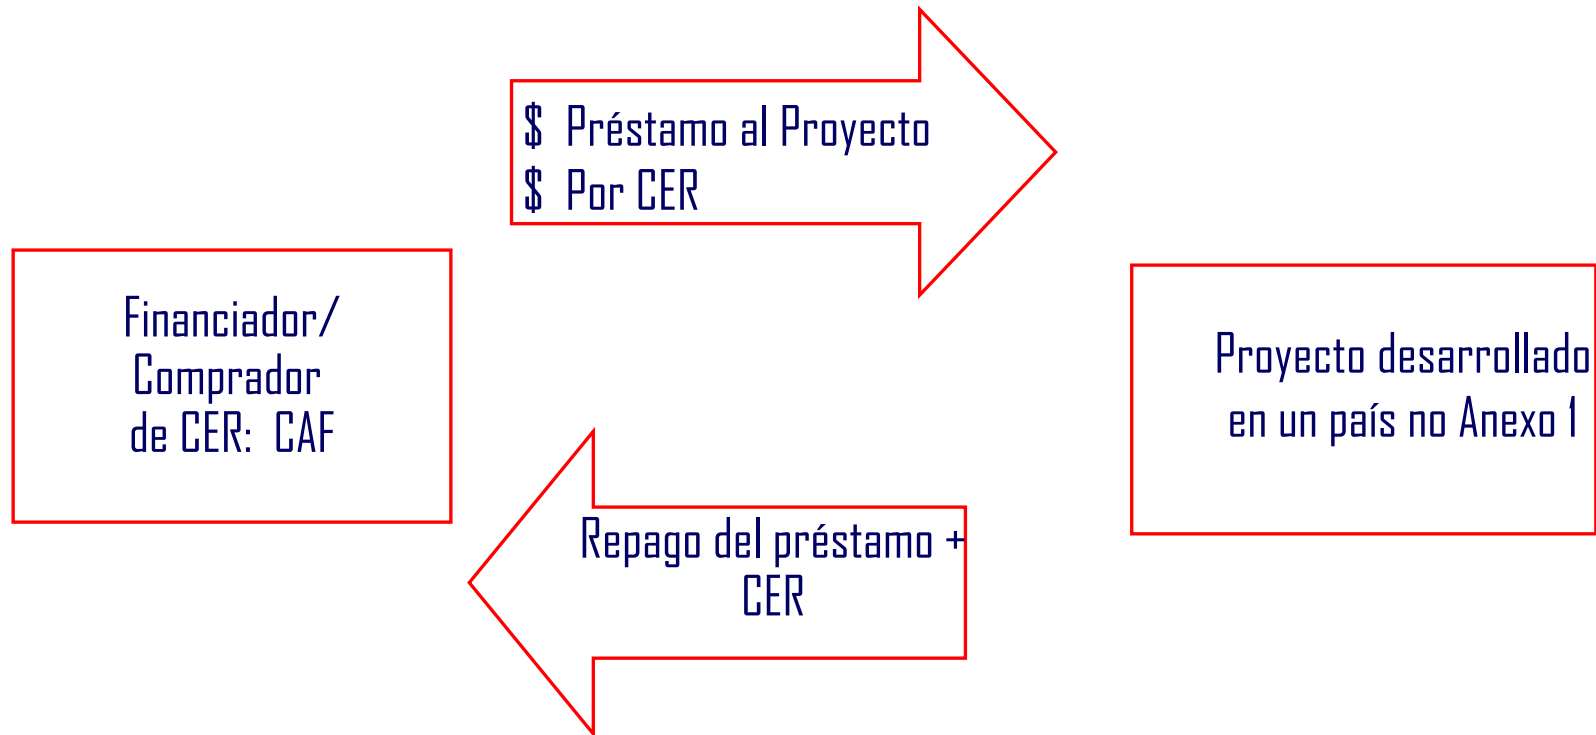 $ Préstamo al Proyecto
$ Por CER
Financiador/
Comprador
de CER: CAF
Proyecto desarrollado
en un país no Anexo 1
Repago del préstamo +
CER